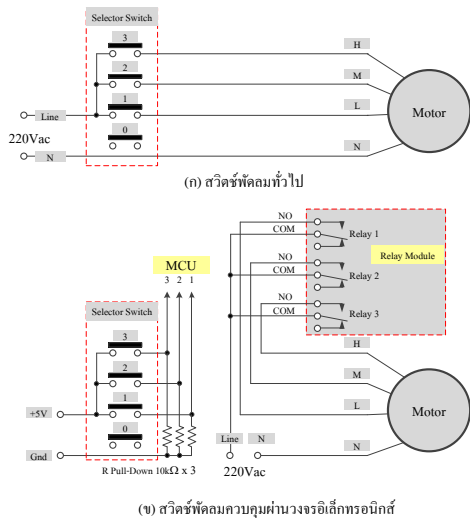 Selector Switch
3
H
2
M
1
L
Line
Motor
0
220Vac
N
N
(ก) สวิตช์พัดลมทั่วไป
NO
COM
Relay 1
MCU
Relay Module
3 2 1
NO
COM
Relay 2
Selector Switch
NO
COM
Relay 3
3
H
2
M
1
+5V
L
Motor
0
Line
N
N
Gnd
R Pull-Down 10kΩ x 3
220Vac
(ข) สวิตช์พัดลมควบคุมผ่านวงจรอิเล็กทรอนิกส์